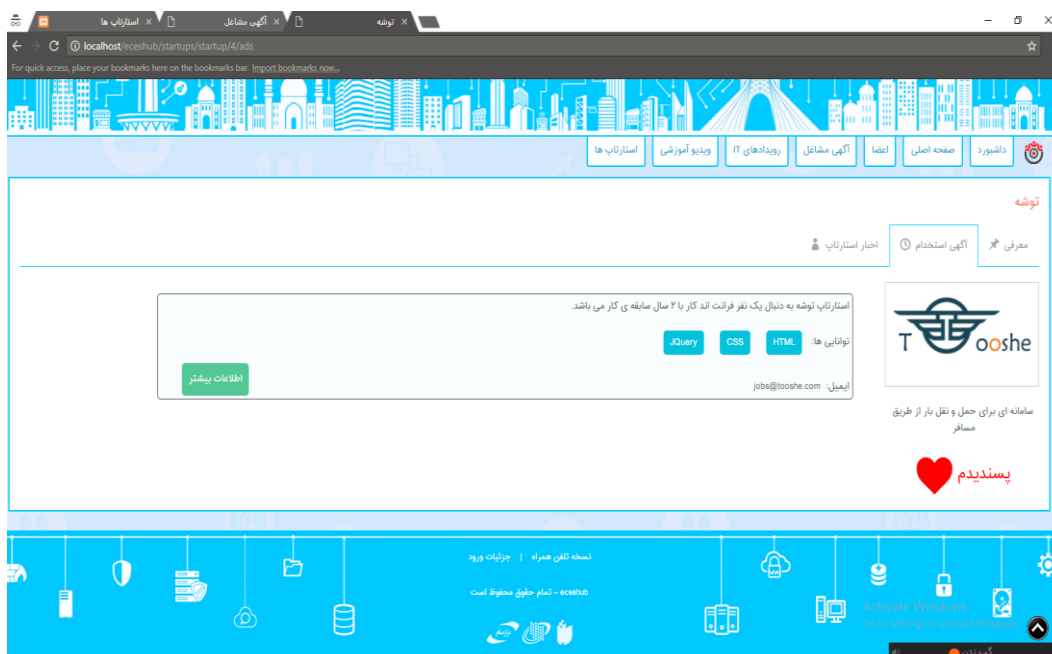 استارتاپ ها
آگهی مشاغل
توشه
localhost/eceshub/startups/startup/4/ads
For quick access, place your bookmarks here on the bookmarks bar. Import bookmarks now...
داشبورد
صفحه اصلی
اعضا
آگهی مشاغل
رویدادهای IT
ویدیو آموزشی
استارتاپ ها
توشه
معرفی
آگهی استخدام
اخبار استارتاپ
Tooshe
سامانه ای برای حمل و نقل بار از طریق
مسافر
پسندیدم
استارتاپ توشه به دنبال یک نفر فرانت اند کار با ۲ سال سابقه ی کار می باشد.
توانایی ها: HTML CSS JQuery
ایمیل: jobs@tooshe.com
اطلاعات بیشتر
نسخه تلفن همراه | جزئیات ورود
eceshub – تمام حقوق محفوظ است
Activate Windows
Go to Settings to activate Windows.